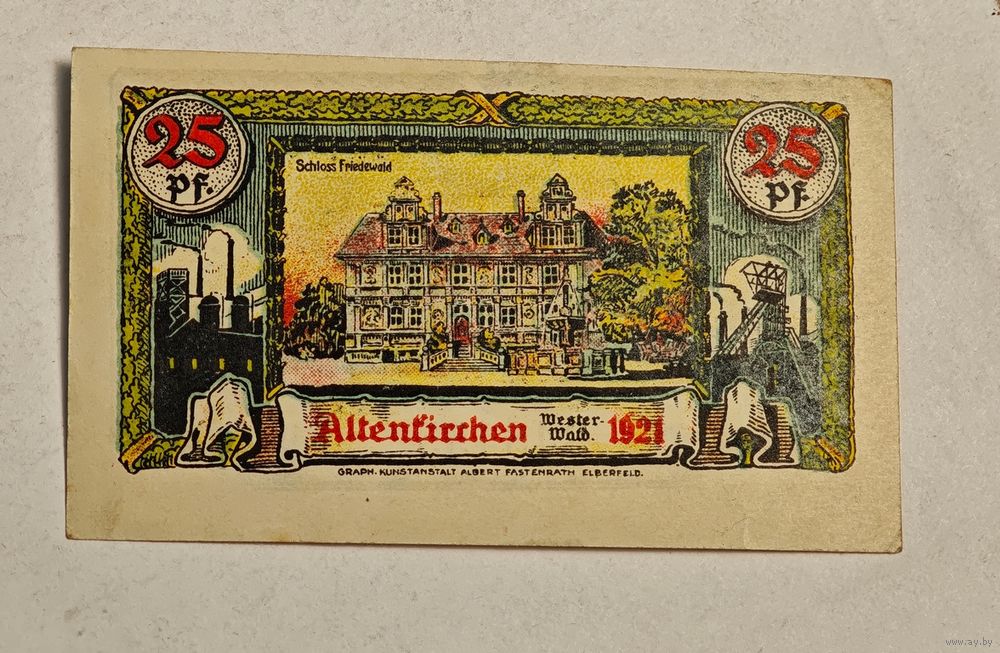 25 Pf.
25 Pf.
Schloss Friedewald
Altenkirchen Wester-Wald 1921
GRAPH. KUNSTANSTALT ALBERT FASTENRATH ELBERFELD.
www.ay.by